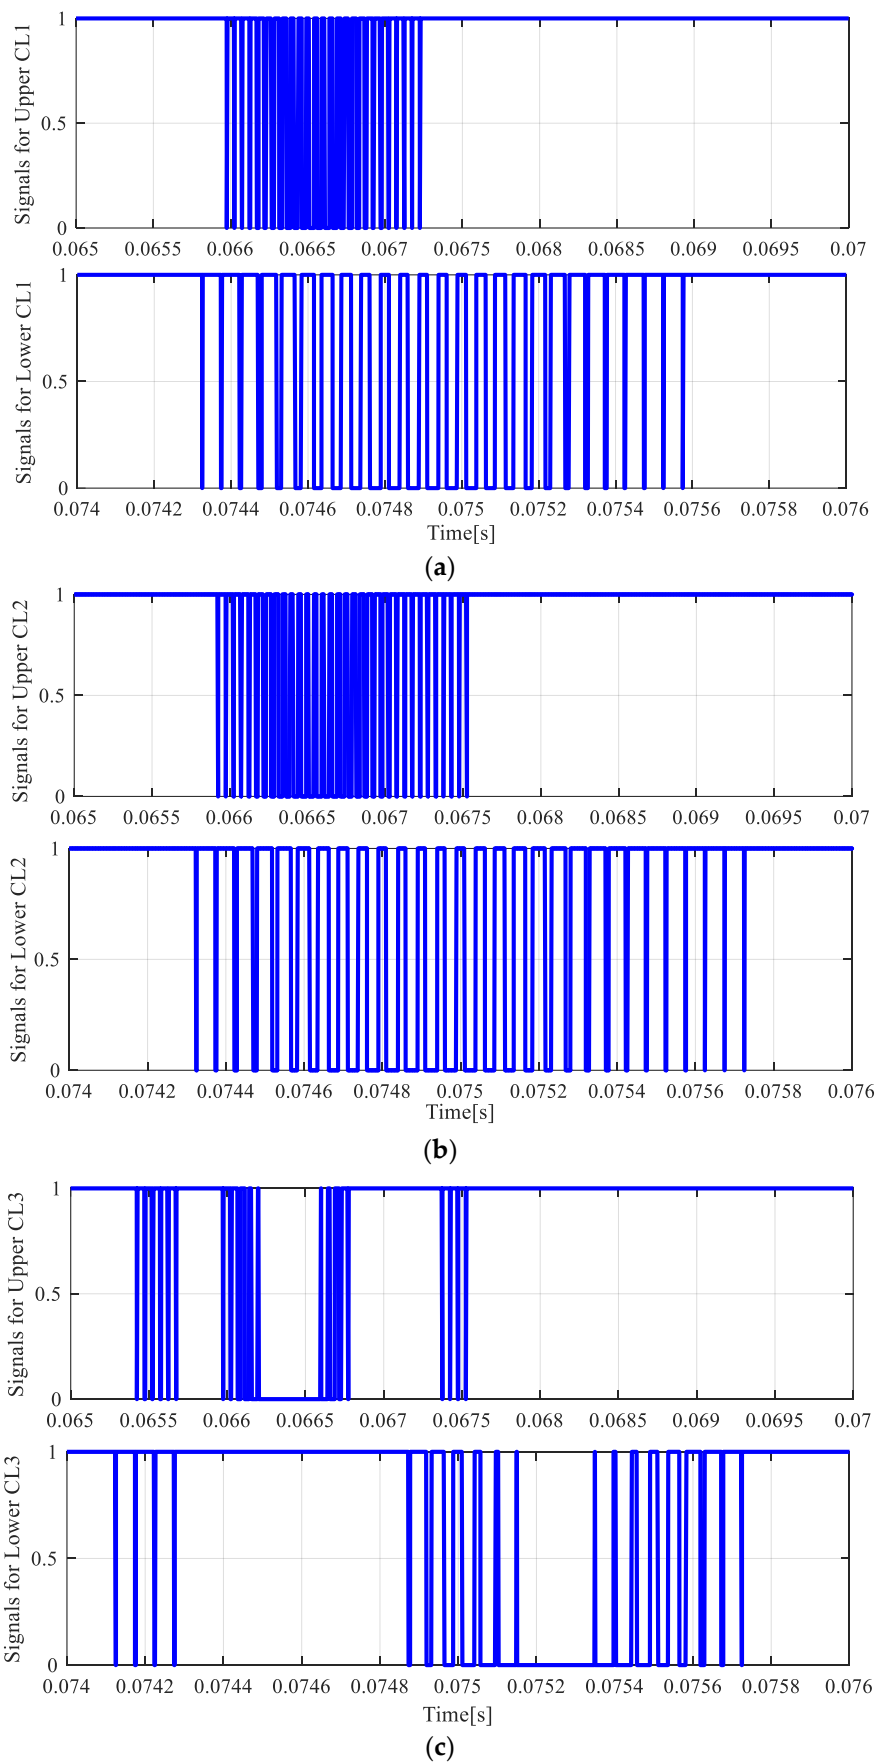 1
0.5
0
Signals for Upper CL1
0.065 0.0655 0.066 0.0665 0.067 0.0675 0.068 0.0685 0.069 0.0695 0.07
1
0.5
0
Signals for Lower CL1
0.074 0.0742 0.0744 0.0746 0.0748 0.075 0.0752 0.0754 0.0756 0.0758 0.076
Time[s]
(a)
1
0.5
0
Signals for Upper CL2
0.065 0.0655 0.066 0.0665 0.067 0.0675 0.068 0.0685 0.069 0.0695 0.07
1
0.5
0
Signals for Lower CL2
0.074 0.0742 0.0744 0.0746 0.0748 0.075 0.0752 0.0754 0.0756 0.0758 0.076
Time[s]
(b)
1
0.5
0
Signals for Upper CL3
0.065 0.0655 0.066 0.0665 0.067 0.0675 0.068 0.0685 0.069 0.0695 0.07
1
0.5
0
Signals for Lower CL3
0.074 0.0742 0.0744 0.0746 0.0748 0.075 0.0752 0.0754 0.0756 0.0758 0.076
Time[s]
(c)